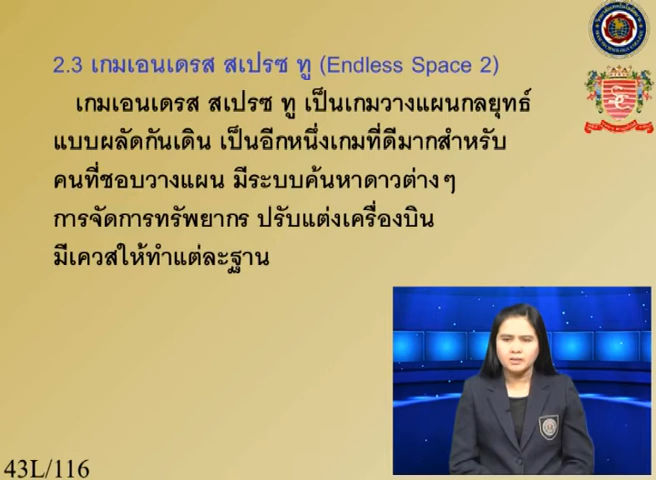 2.3 เกมเอนเดรส สเปรซ ทู (Endless Space 2)
เกมเอนเดรส สเปรซ ทู เป็นเกมวางแผนกลยุทธ์
แบบผลัดกันเดิน เป็นอีกหนึ่งเกมที่ดีมากสำหรับ
คนที่ชอบวางแผน มีระบบค้นหาดาวต่างๆ
การจัดการทรัพยากร ปรับแต่งเครื่องบิน
มีเควสให้ทำแต่ละฐาน
43L/116